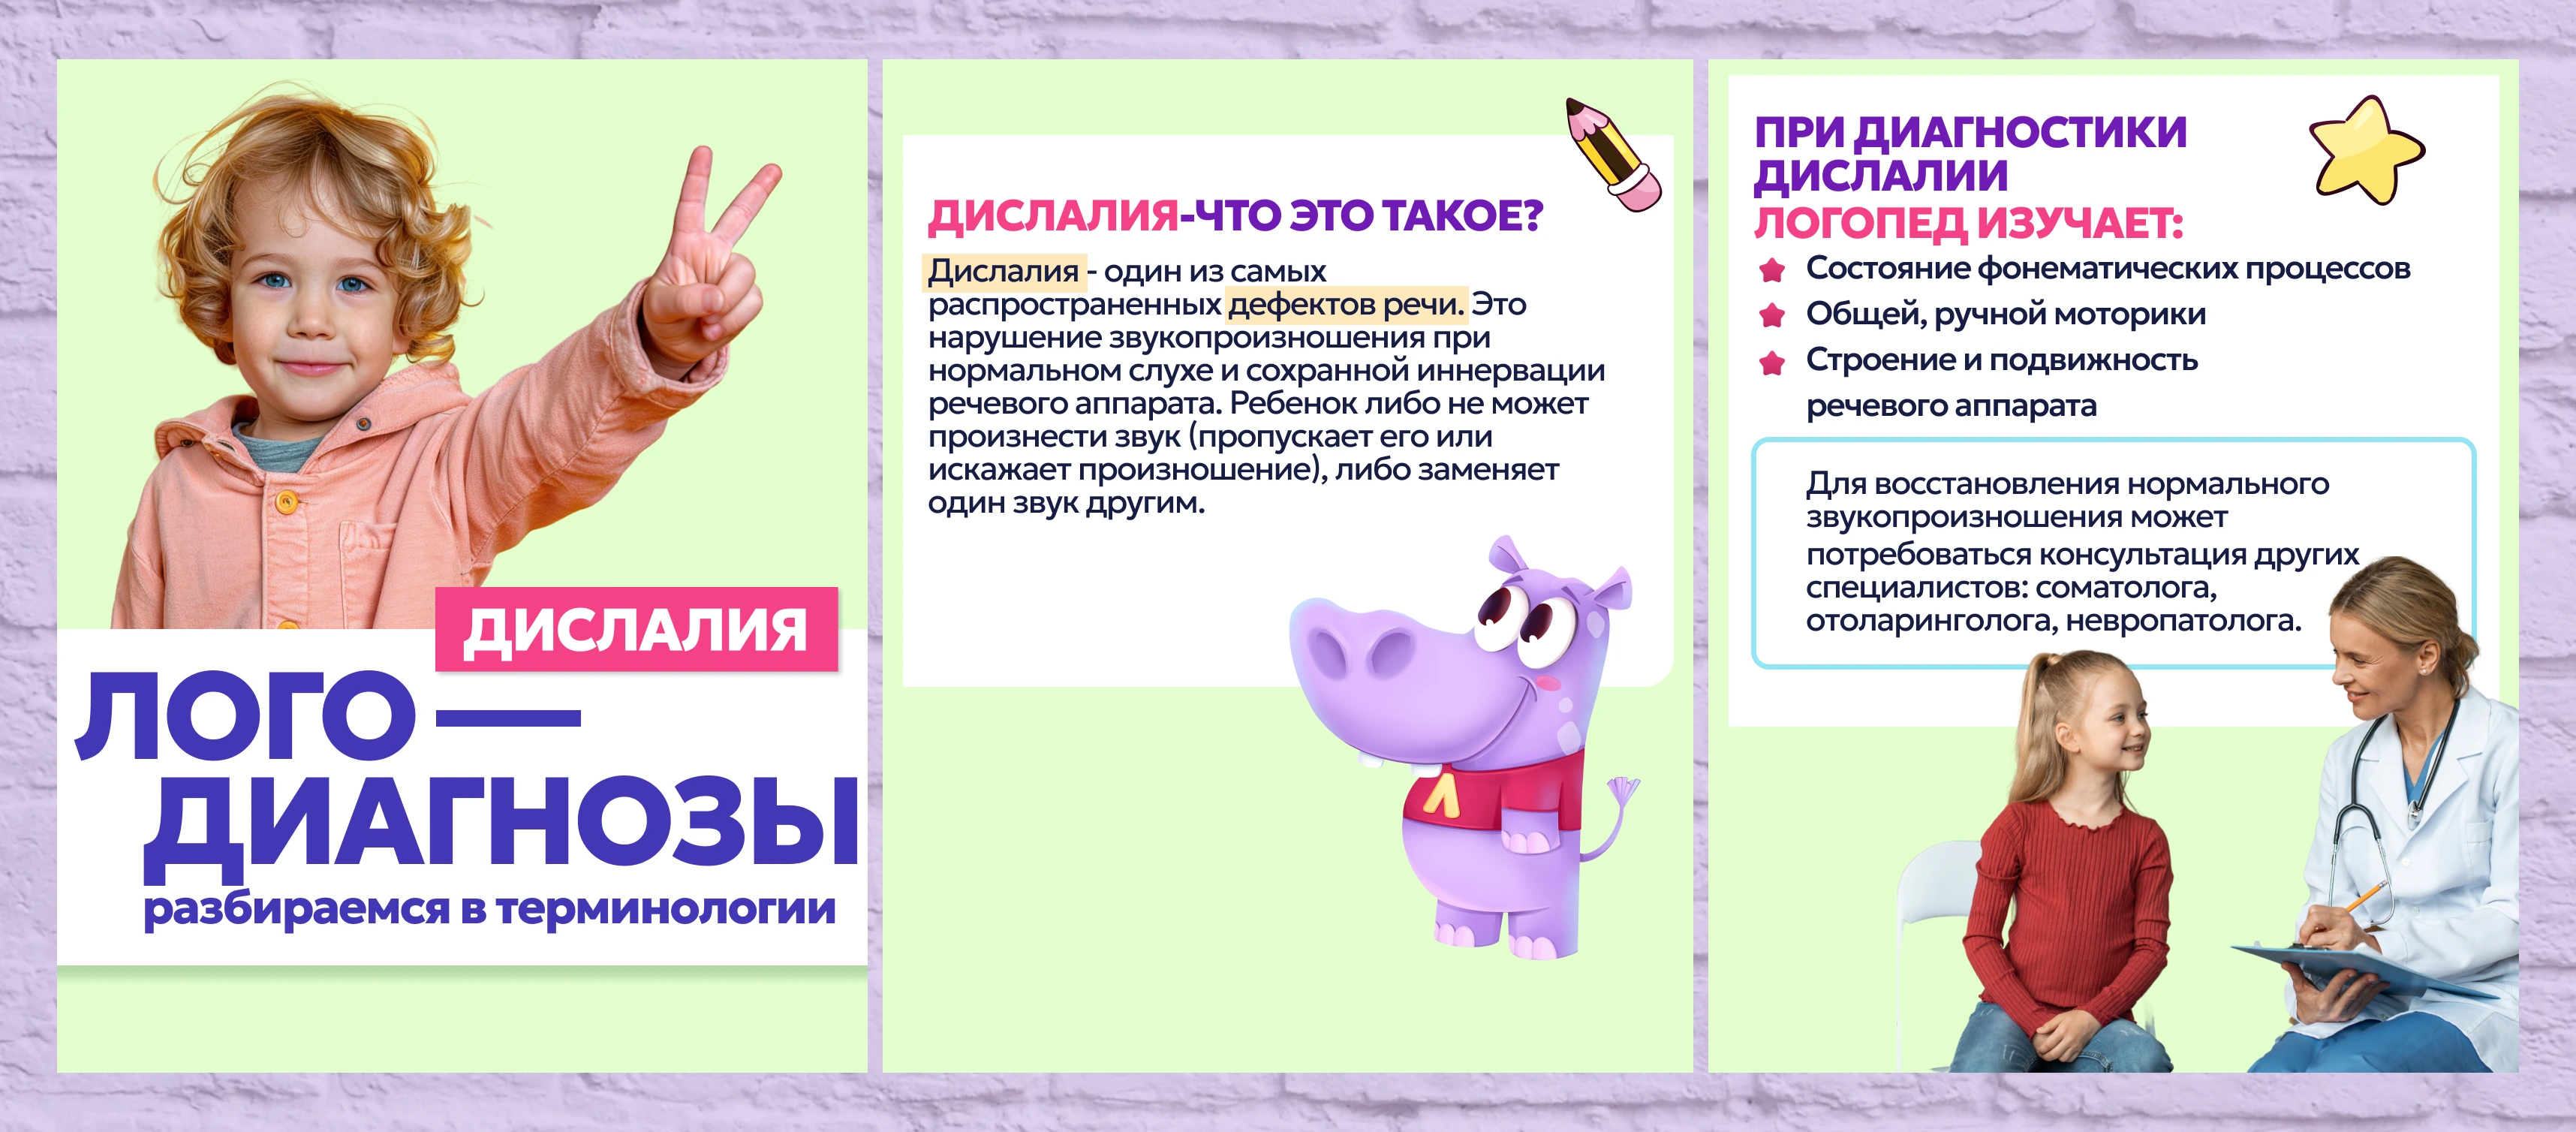 ДИСЛАЛИЯ
ЛОГО —
ДИАГНОЗЫ
разбираемся в терминологии
ДИСЛАЛИЯ-ЧТО ЭТО ТАКОЕ?
Дислалия - один из самых
распространенных дефектов речи. Это
нарушение звукопроизношения при
нормальном слухе и сохранной иннервации
речевого аппарата. Ребенок либо не может
произнести звук (пропускает его или
искажает произношение), либо заменяет
один звук другим.
Л
ПРИ ДИАГНОСТИКИ
ДИСЛАЛИИ
ЛОГОПЕД ИЗУЧАЕТ:
Состояние фонематических процессов
Общей, ручной моторики
Строение и подвижность
речевого аппарата
Для восстановления нормального
звукопроизношения может
потребоваться консультация других
специалистов: соматолога,
отоларинголога, невропатолога.